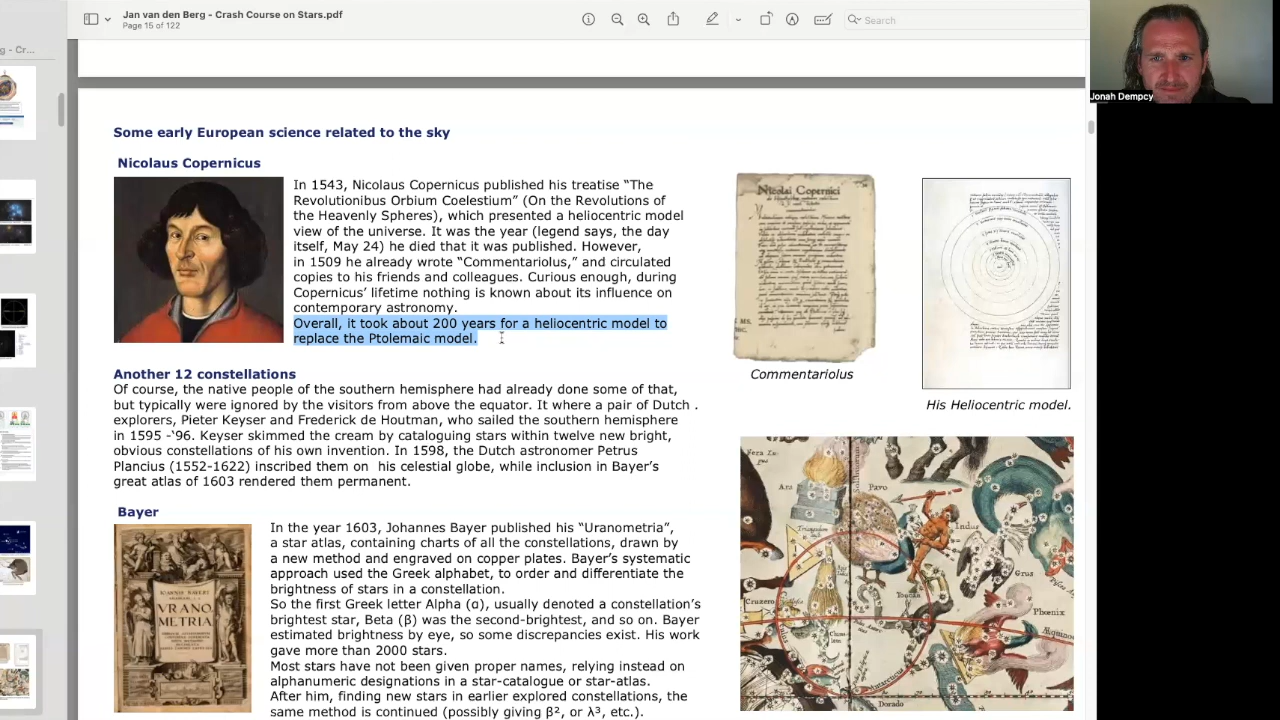 Jan van den Berg - Crash Course on Stars.pdf
Page 15 of 122
Search
g - Cr...
Jonah Dempcy
Some early European science related to the sky
Nicolaus Copernicus
In 1543, Nicolaus Copernicus published his treatise “The
Revolutionibus Orbium Coelestium” (On the Revolutions of
the Heavenly Spheres), which presented a heliocentric model
view of the universe. It was the year (legend says, the day
itself, May 24) he died that it was published. However,
in 1509 he already wrote “Commentariolus,” and circulated
copies to his friends and colleagues. Curious enough, during
Copernicus’ lifetime nothing is known about its influence on
contemporary astronomy.
Overall, it took about 200 years for a heliocentric model to
replace the Ptolemaic model.
Nicolai Copernici
Commentariolus
His Heliocentric model.
Another 12 constellations
Of course, the native people of the southern hemisphere had already done some of that,
but typically were ignored by the visitors from above the equator. It where a pair of Dutch .
explorers, Pieter Keyser and Frederick de Houtman, who sailed the southern hemisphere
in 1595 -‘96. Keyser skimmed the cream by cataloguing stars within twelve new bright,
obvious constellations of his own invention. In 1598, the Dutch astronomer Petrus
Plancius (1552-1622) inscribed them on his celestial globe, while inclusion in Bayer’s
great atlas of 1603 rendered them permanent.
Bayer
In the year 1603, Johannes Bayer published his “Uranometria”,
a star atlas, containing charts of all the constellations, drawn by
a new method and engraved on copper plates. Bayer’s systematic
approach used the Greek alphabet, to order and differentiate the
brightness of stars in a constellation.
So the first Greek letter Alpha (α), usually denoted a constellation’s
brightest star, Beta (β) was the second-brightest, and so on. Bayer
estimated brightness by eye, so some discrepancies exist. His work
gave more than 2000 stars.
Most stars have not been given proper names, relying instead on
alphanumeric designations in a star-catalogue or star-atlas.
After him, finding new stars in earlier explored constellations, the
same method is continued (possibly giving β², or λ³, etc.).
VRANO
METRIA
Ara
Pavo
Indus
Grus
Toucan
Phœnix
Cruzero
Dorado